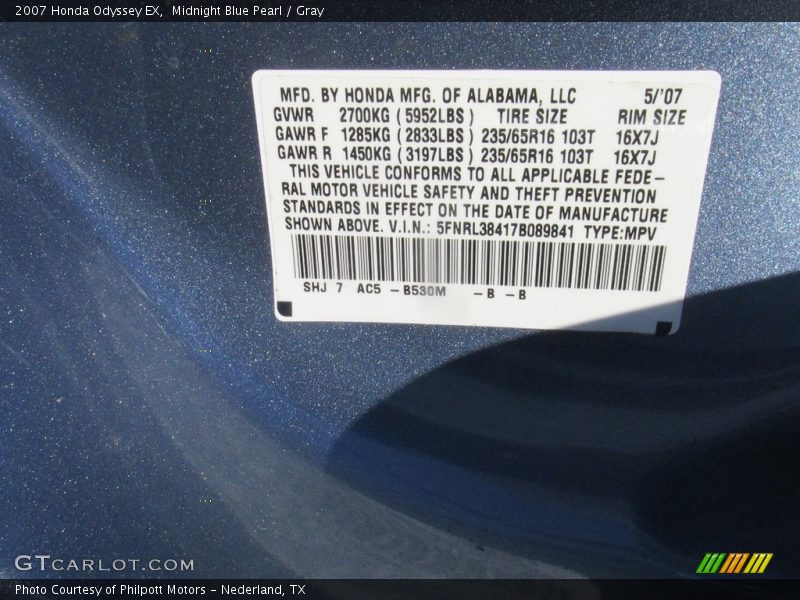 2007 Honda Odyssey EX,  Midnight Blue Pearl / Gray
MFD. BY HONDA MFG. OF ALABAMA, LLC 5/'07
GVWR 2700KG ( 5952LBS ) TIRE SIZE RIM SIZE
GAWR F 1285KG ( 2833LBS ) 235/65R16 103T 16X7J
GAWR R 1450KG ( 3197LBS ) 235/65R16 103T 16X7J
THIS VEHICLE CONFORMS TO ALL APPLICABLE FEDE-
RAL MOTOR VEHICLE SAFETY AND THEFT PREVENTION
STANDARDS IN EFFECT ON THE DATE OF MANUFACTURE
SHOWN ABOVE. V.I.N.: 5FNRL38417B089841 TYPE:MPV
SHJ 7 AC5 -B530M -B -B
GTCARLOT.COM
Photo Courtesy of Philpott Motors - Nederland, TX